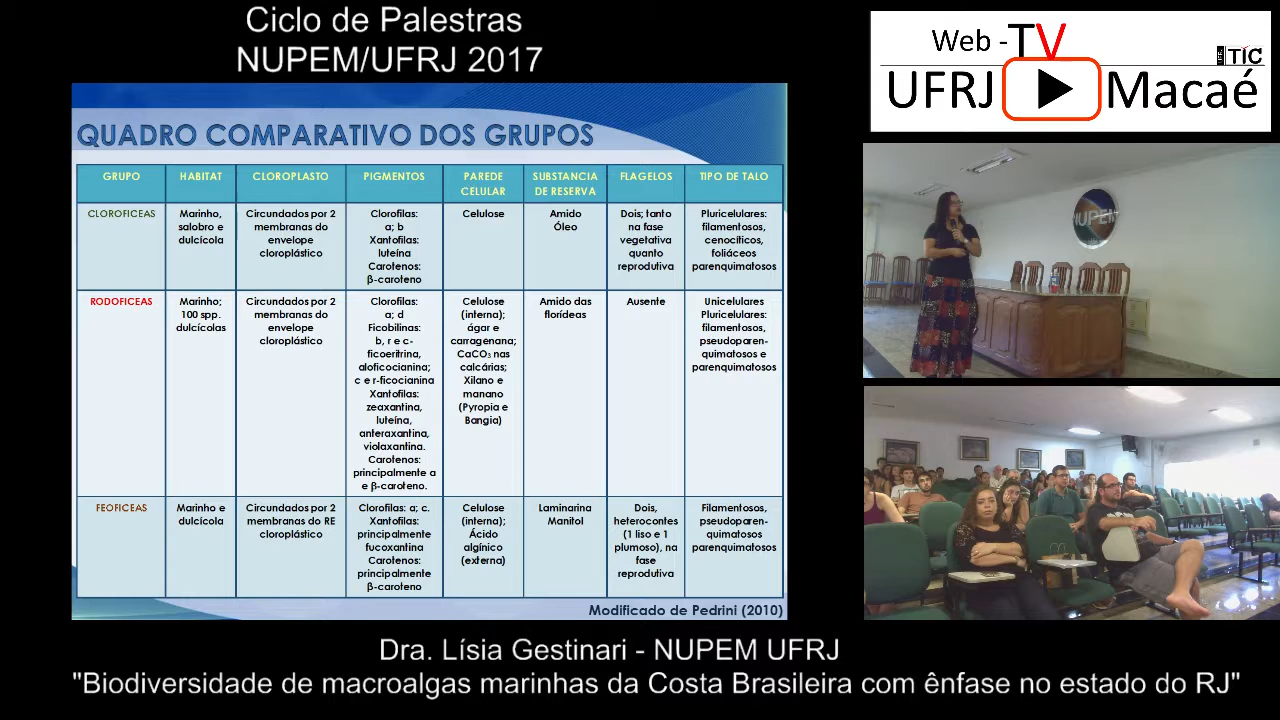 Ciclo de Palestras
NUPEM/UFRJ 2017
Web -TV
TIC
UFRJ Macaé
QUADRO COMPARATIVO DOS GRUPOS
GRUPO
HABITAT
CLOROPLASTO
PIGMENTOS
PAREDE
CELULAR
SUBSTANCIA
DE RESERVA
FLAGELOS
TIPO DE TALO
CLOROFICEAS
Marinho,
salobro e
dulcícola
Circundados por 2
membranas do
envelope
cloroplástico
Clorofilas:
a; b
Xantofilas:
luteína
Carotenos:
β-caroteno
Celulose
Amido
Óleo
Dois; tanto
na fase
vegetativa
quanto
reprodutiva
Pluricelulares:
filamentosos,
cenocíticos,
foliáceos
parenquimatosos
RODOFICEAS
Marinho;
100 spp.
dulcícolas
Circundados por 2
membranas do
envelope
cloroplástico
Clorofilas:
a; d
Ficobilinas:
b, r e c-
ficoeritrina,
aloficocianina;
c e r-ficocianina
Xantofilas:
zeaxantina,
luteína,
anteraxantina,
violaxantina.
Carotenos:
principalmente a
e β-caroteno.
Celulose
(interna);
ágar e
carragenana;
CaCO₃ nas
calcárias;
Xilano e
manano
(Pyropia e
Bangia)
Amido das
florídeas
Ausente
Unicelulares
Pluricelulares:
filamentosos,
pseudoparen-
quimatosos e
parenquimatosos
FEOFICEAS
Marinho e
dulcícola
Circundados por 2
membranas do RE
cloroplástico
Clorofilas: a; c.
Xantofilas:
principalmente
fucoxantina
Carotenos:
principalmente
β-caroteno
Celulose
(interna);
Ácido
algínico
(externa)
Laminarina
Manitol
Dois,
heterocontes
(1 liso e 1
plumoso), na
fase
reprodutiva
Filamentosos,
pseudoparen-
quimatosos
parenquimatosos
Modificado de Pedrini (2010)
NUPEM
Dra. Lísia Gestinari - NUPEM UFRJ
"Biodiversidade de macroalgas marinhas da Costa Brasileira com ênfase no estado do RJ"